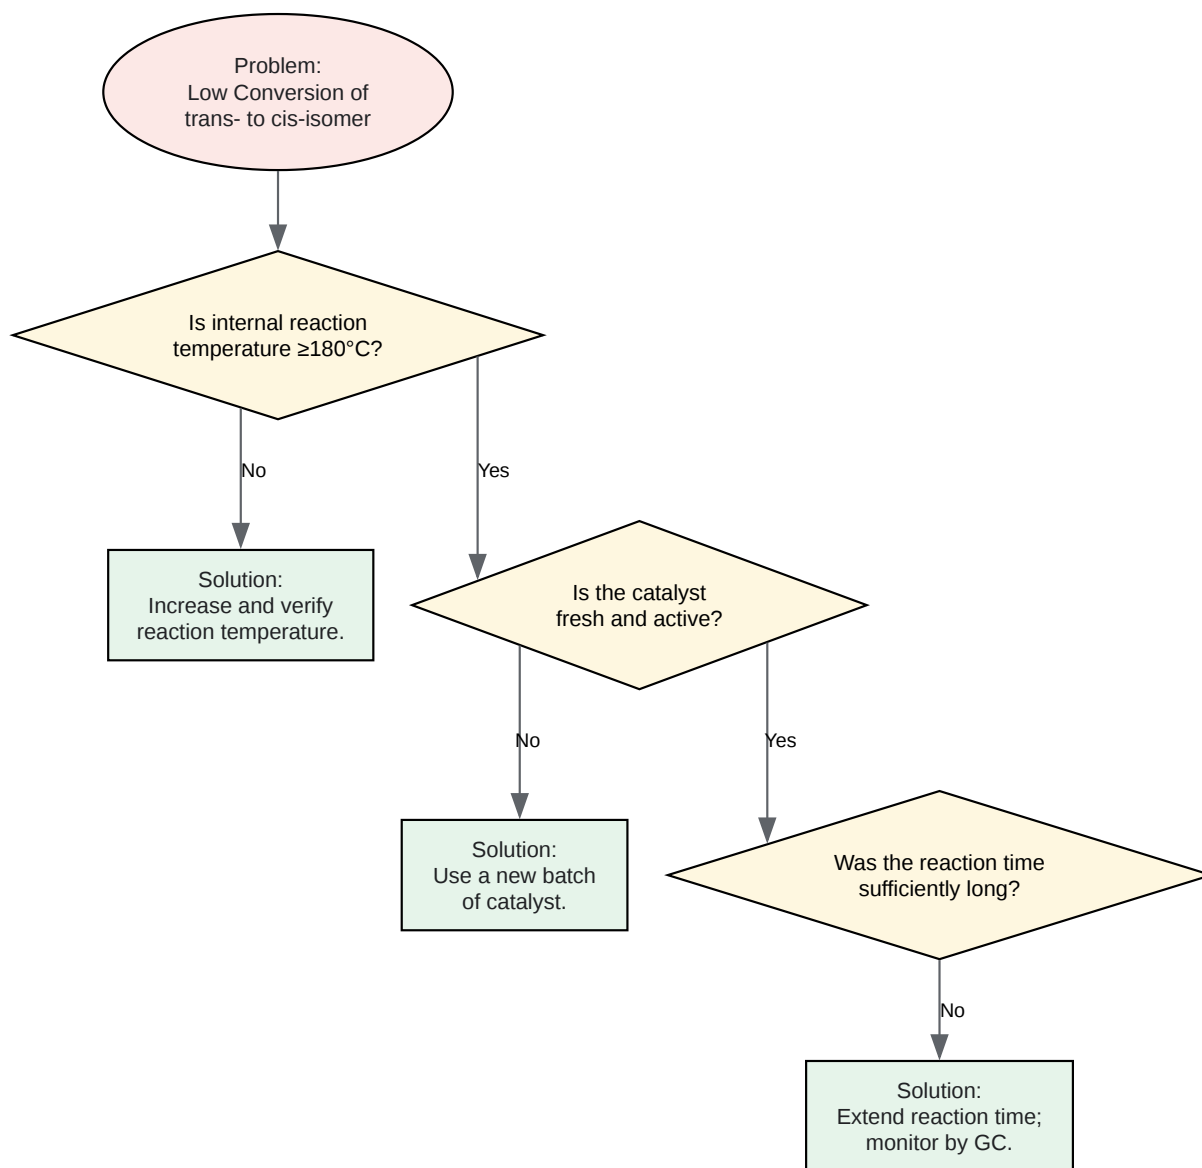 Problem:
Low Conversion of
trans- to cis-isomer
Is internal reaction
temperature ≥180°C?
No
Yes
Solution:
Increase and verify
reaction temperature.
Is the catalyst
fresh and active?
No
Yes
Solution:
Use a new batch
of catalyst.
Was the reaction time
sufficiently long?
No
Solution:
Extend reaction time;
monitor by GC.